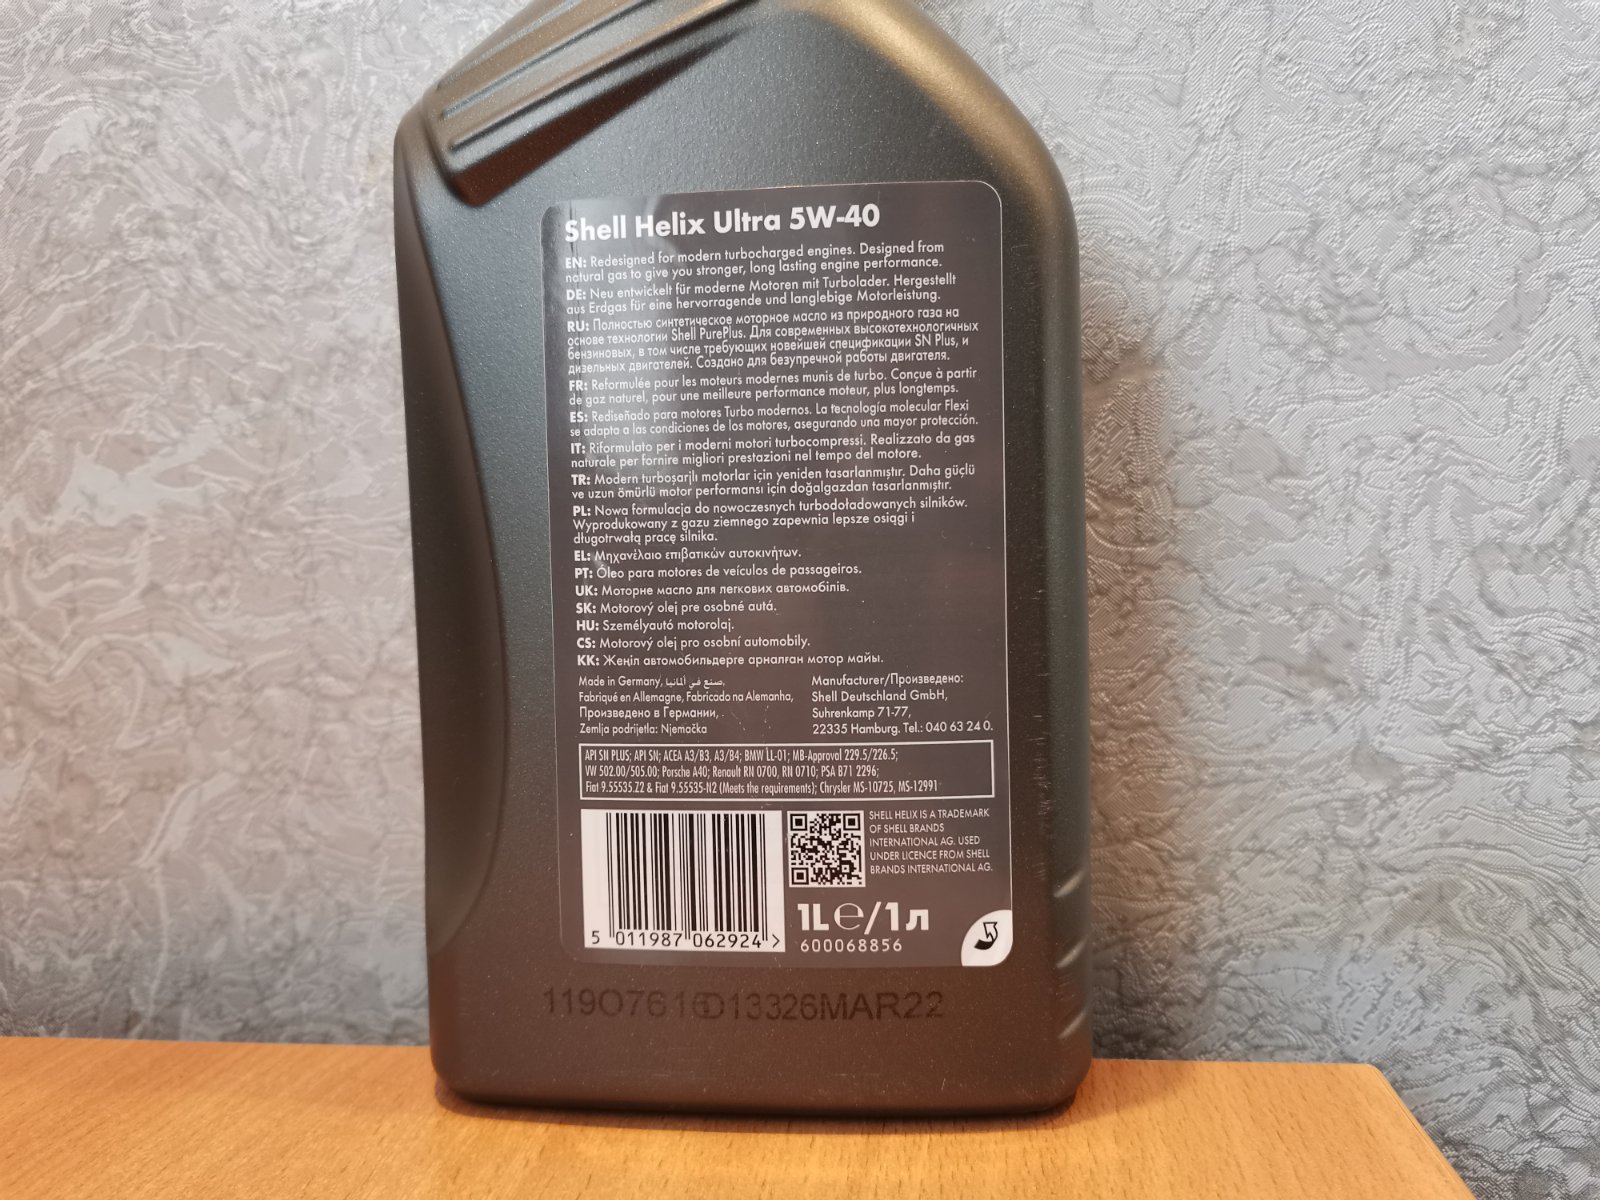 Shell Helix Ultra 5W-40
EN: Redesigned for modern turbocharged engines. Designed from
natural gas to give you stronger, long lasting engine performance.
DE: Neu entwickelt für moderne Motoren mit Turbolader. Hergestellt
aus Erdgas für eine hervorragende und langlebige Motorleistung.
RU: Полностью синтетическое моторное масло из природного газа на
основе технологии Shell PurePlus. Для современных высокотехнологичных
бензиновых, в том числе требующих новейшей спецификации SN Plus, и
дизельных двигателей. Создано для безупречной работы двигателя.
FR: Reformulée pour les moteurs modernes munis de turbo. Conçue à partir
de gaz naturel, pour une meilleure performance moteur, plus longtemps.
ES: Rediseñado para motores Turbo modernos. La tecnología molecular Flexi
se adapta a las condiciones de los motores, asegurando una mayor protección.
IT: Riformulato per i moderni motori turbocompressi. Realizzato da gas
naturale per fornire migliori prestazioni nel tempo del motore.
TR: Modern turboşarjlı motorlar için yeniden tasarlanmıştır. Daha güçlü
ve uzun ömürlü motor performansı için doğalgazdan tasarlanmıştır.
PL: Nowa formulacja do nowoczesnych turbodoładowanych silników.
Wyprodukowany z gazu ziemnego zapewnia lepsze osiągi i
długotrwałą pracę silnika.
EL: Μηχανέλαιο επιβατικών αυτοκινήτων.
PT: Óleo para motores de veículos de passageiros.
UK: Моторне масло для легкових автомобілів.
SK: Motorový olej pre osobné autá.
HU: Személyautó motorolaj.
CS: Motorový olej pro osobní automobily.
KK: Жеңіл автомобильдерге арналған мотор майы.
Made in Germany, صنع في ألمانيا,
Fabriqué en Allemagne, Fabricado na Alemanha,
Произведено в Германии,
Zemlja podrijetla: Njemačka
Manufacturer/Произведено:
Shell Deutschland GmbH,
Suhrenkamp 71-77,
22335 Hamburg. Tel.: 040 63 24 0.
API SN PLUS; API SN; ACEA A3/B3, A3/B4; BMW LL-01; MB-Approval 229.5/226.5;
VW 502.00/505.00; Porsche A40; Renault RN 0700, RN 0710; PSA B71 2296;
Fiat 9.55535.Z2 & Fiat 9.55535-N2 (Meets the requirements); Chrysler MS-10725, MS-12991
SHELL HELIX IS A TRADEMARK
OF SHELL BRANDS
INTERNATIONAL AG. USED
UNDER LICENCE FROM SHELL
BRANDS INTERNATIONAL AG.
5 011987 062924 >
1L ℮/1л
600068856
119O7616D13326MAR22